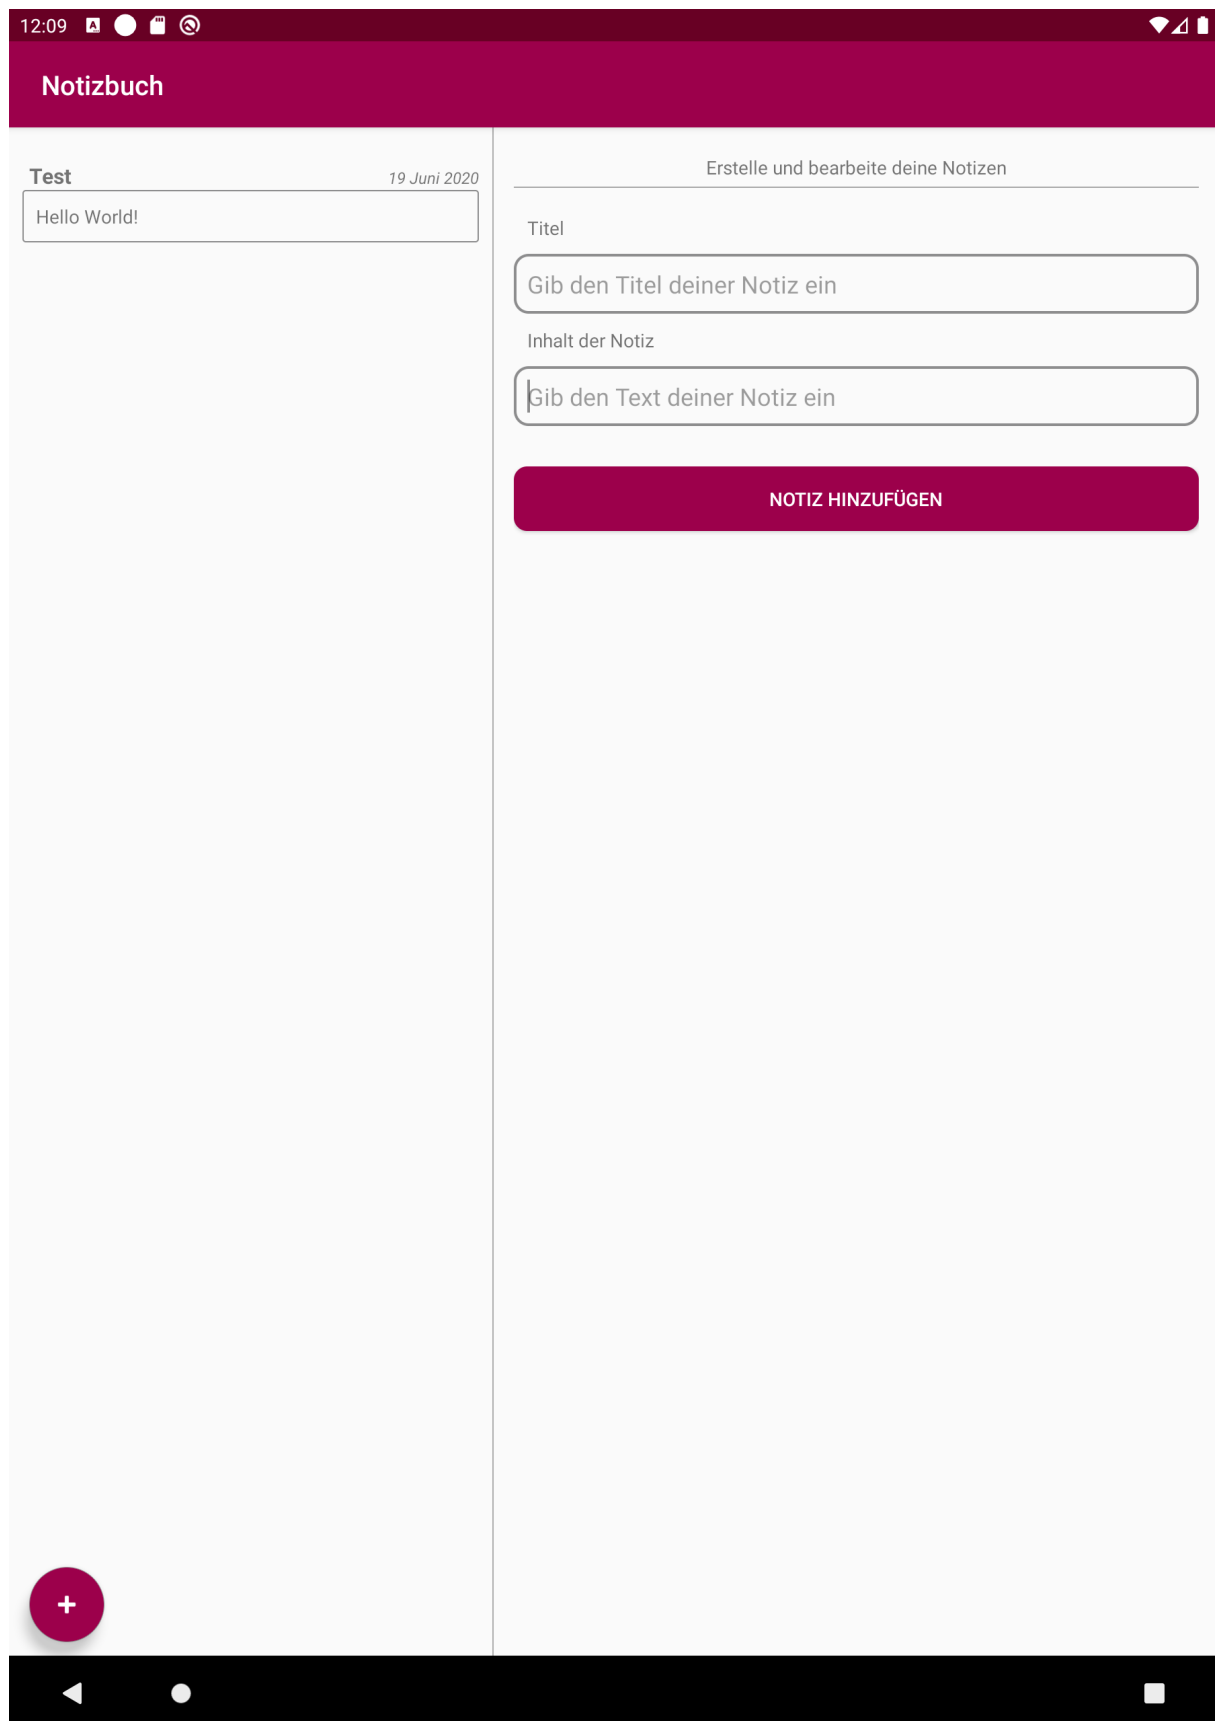 12:09
Notizbuch
Test
19 Juni 2020
Hello World!
Erstelle und bearbeite deine Notizen
Titel
Gib den Titel deiner Notiz ein
Inhalt der Notiz
Gib den Text deiner Notiz ein
NOTIZ HINZUFÜGEN